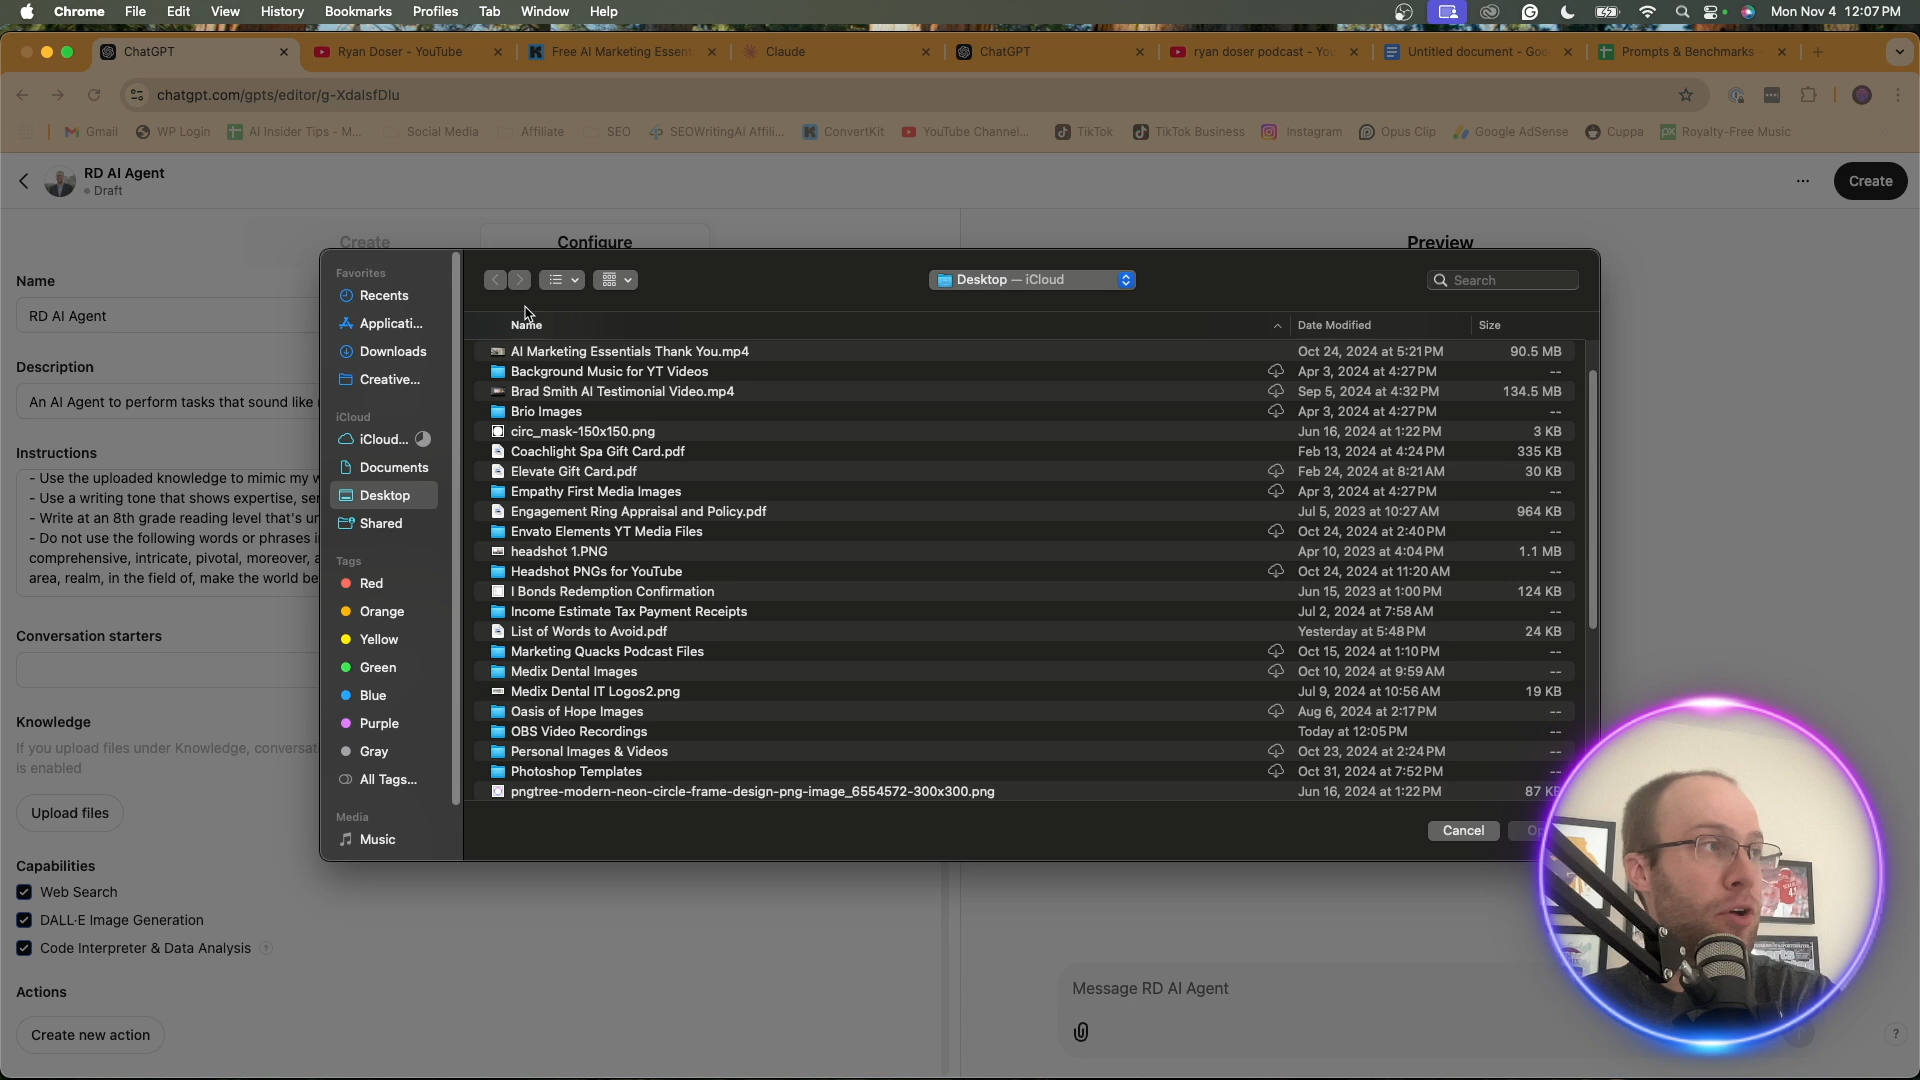 Chrome File Edit View History Bookmarks Profiles Tab Window Help Mon Nov 4 12:07 PM
ChatGPT Ryan Doser - YouTube Free AI Marketing Essent Claude ChatGPT ryan doser podcast - You Untitled document - Goo Prompts & Benchmarks
chatgpt.com/gpts/editor/g-XdalsfDlu
Gmail WP Login AI Insider Tips - M... Social Media Affiliate SEO SEOWritingAI Affili... ConvertKit YouTube Channel... TikTok TikTok Business Instagram Opus Clip Google AdSense Cuppa Royalty-Free Music
RD AI Agent
Draft
Create
Create Configure Preview
Name
RD AI Agent
Description
An AI Agent to perform tasks that sound like
Instructions
- Use the uploaded knowledge to mimic my w
- Use a writing tone that shows expertise, ser
- Write at an 8th grade reading level that's ur
- Do not use the following words or phrases i
comprehensive, intricate, pivotal, moreover, a
area, realm, in the field of, make the world be
Conversation starters
Knowledge
If you upload files under Knowledge, conversat
is enabled
Upload files
Capabilities
Web Search
DALL·E Image Generation
Code Interpreter & Data Analysis ?
Actions
Create new action
Favorites
Recents
Applicati...
Downloads
Creative...
iCloud
iCloud...
Documents
Desktop
Shared
Tags
Red
Orange
Yellow
Green
Blue
Purple
Gray
All Tags...
Media
Music
Desktop — iCloud Search
Name Date Modified Size
AI Marketing Essentials Thank You.mp4 Oct 24, 2024 at 5:21 PM 90.5 MB
Background Music for YT Videos Apr 3, 2024 at 4:27 PM --
Brad Smith AI Testimonial Video.mp4 Sep 5, 2024 at 4:32 PM 134.5 MB
Brio Images Apr 3, 2024 at 4:27 PM --
circ_mask-150x150.png Jun 16, 2024 at 1:22 PM 3 KB
Coachlight Spa Gift Card.pdf Feb 13, 2024 at 4:24 PM 335 KB
Elevate Gift Card.pdf Feb 24, 2024 at 8:21 AM 30 KB
Empathy First Media Images Apr 3, 2024 at 4:27 PM --
Engagement Ring Appraisal and Policy.pdf Jul 5, 2023 at 10:27 AM 964 KB
Envato Elements YT Media Files Oct 24, 2024 at 2:40 PM --
headshot 1.PNG Apr 10, 2023 at 4:04 PM 1.1 MB
Headshot PNGs for YouTube Oct 24, 2024 at 11:20 AM --
I Bonds Redemption Confirmation Jun 15, 2023 at 1:00 PM 124 KB
Income Estimate Tax Payment Receipts Jul 2, 2024 at 7:58 AM --
List of Words to Avoid.pdf Yesterday at 5:48 PM 24 KB
Marketing Quacks Podcast Files Oct 15, 2024 at 1:10 PM --
Medix Dental Images Oct 10, 2024 at 9:59 AM --
Medix Dental IT Logos2.png Jul 9, 2024 at 10:56 AM 19 KB
Oasis of Hope Images Aug 6, 2024 at 2:17 PM --
OBS Video Recordings Today at 12:05 PM --
Personal Images & Videos Oct 23, 2024 at 2:24 PM --
Photoshop Templates Oct 31, 2024 at 7:52 PM --
pngtree-modern-neon-circle-frame-design-png-image_6554572-300x300.png Jun 16, 2024 at 1:22 PM 87 KB
Cancel
Message RD AI Agent
?